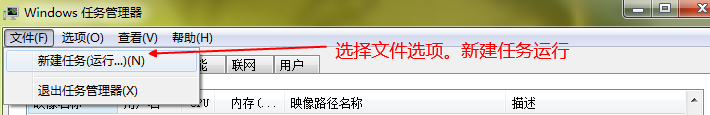 Windows 任务管理器
文件(F) 选项(O) 查看(V) 帮助(H)
新建任务(运行...)(N)
选择文件选项。新建任务运行
能 联网 用户
退出任务管理器(X)
映像名称 用户名 CPU 内存(... 映像路径名称 描述